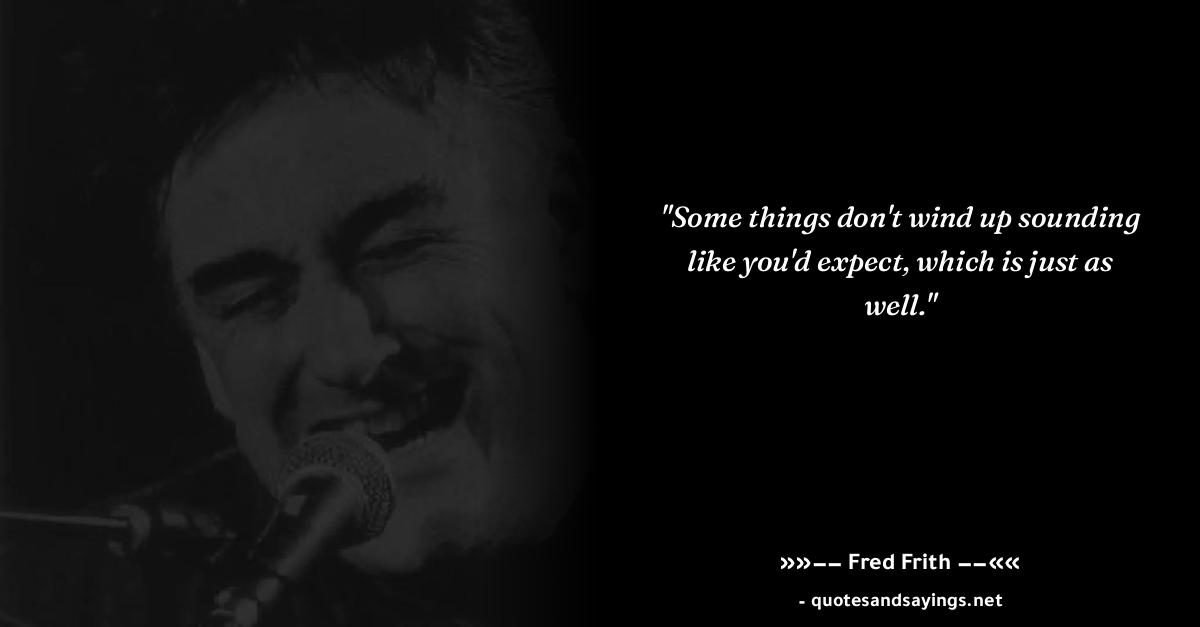 "Some things don't wind up sounding
like you'd expect, which is just as
well."
»»–– Fred Frith ––««
- quotesandsayings.net